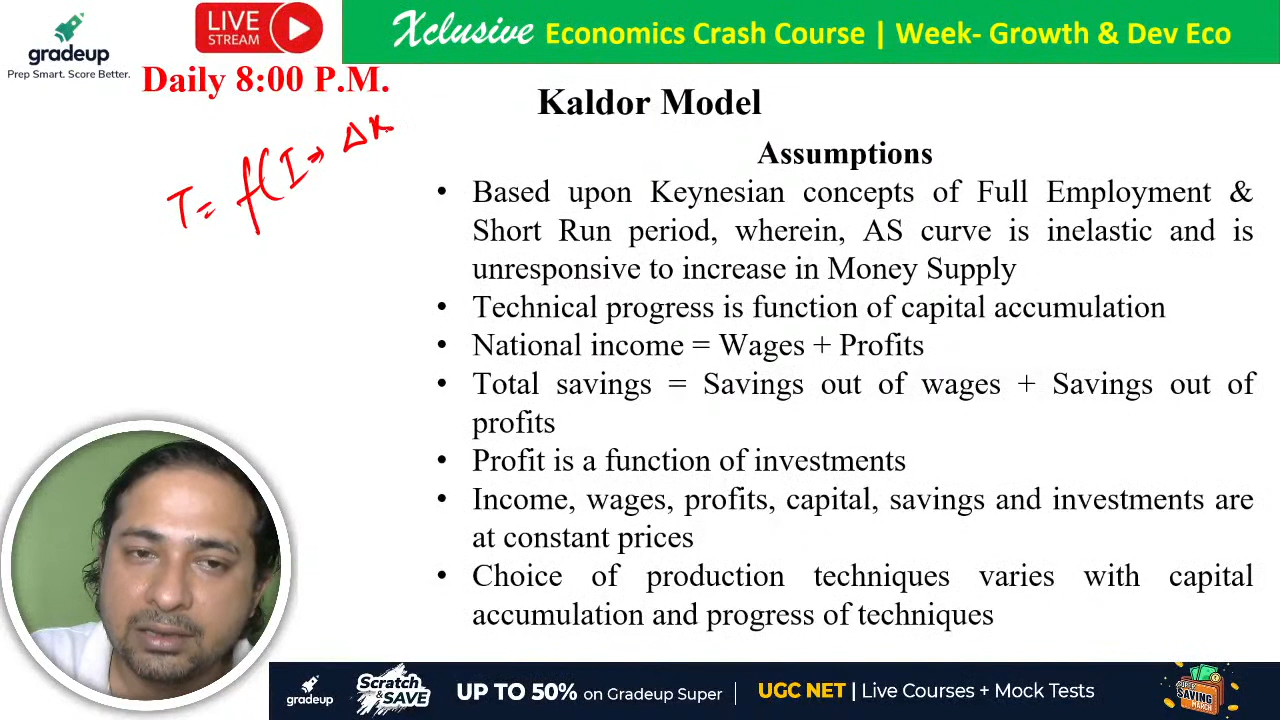 gradeup
Prep Smart. Score Better.
LIVE
STREAM
Xclusive Economics Crash Course | Week- Growth & Dev Eco
Daily 8:00 P.M.
T = f(I → ΔK
Kaldor Model
Assumptions
• Based upon Keynesian concepts of Full Employment &
Short Run period, wherein, AS curve is inelastic and is
unresponsive to increase in Money Supply
• Technical progress is function of capital accumulation
• National income = Wages + Profits
• Total savings = Savings out of wages + Savings out of
profits
• Profit is a function of investments
• Income, wages, profits, capital, savings and investments are
at constant prices
• Choice of production techniques varies with capital
accumulation and progress of techniques
gradeup
Scratch
& SAVE
UP TO 50% on Gradeup Super
UGC NET | Live Courses + Mock Tests
SUPER
SAVING
MARCH